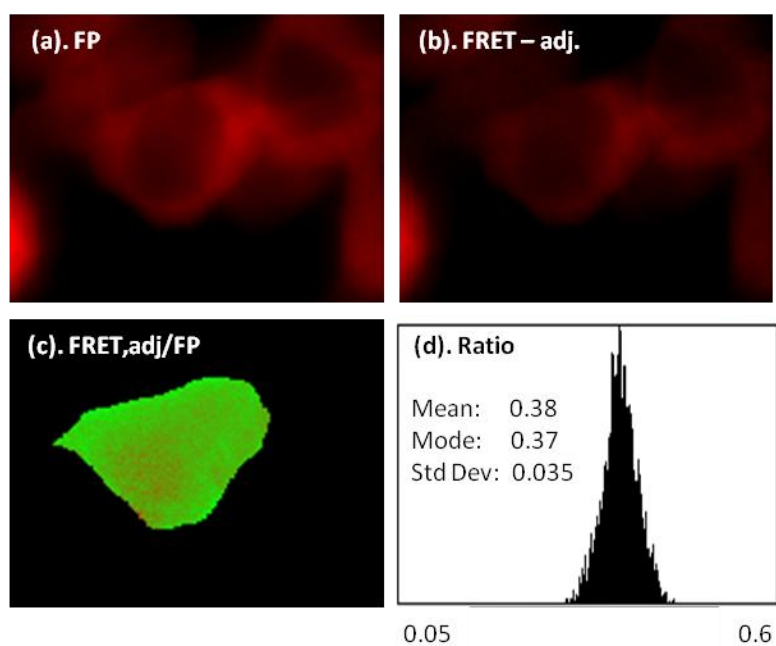 (a). FP
(b). FRET – adj.
(c). FRET,adj/FP
(d). Ratio
Mean: 0.38
Mode: 0.37
Std Dev: 0.035
0.05 0.6